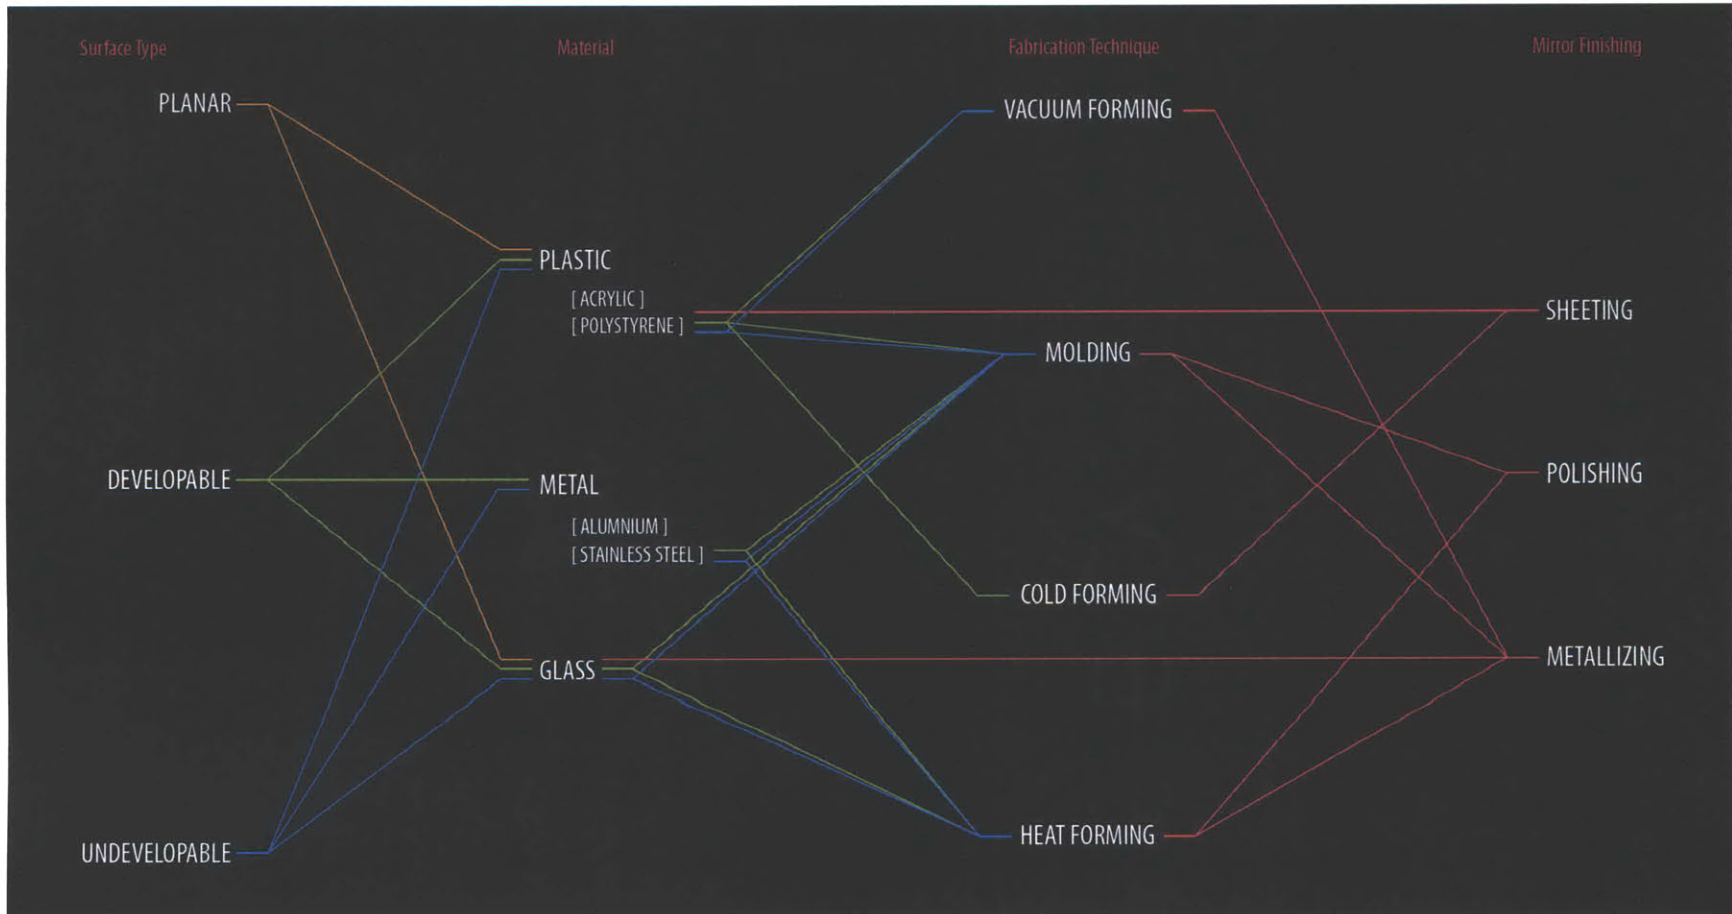 Surface Type
Material
Fabrication Technique
Mirror Finishing
PLANAR
VACUUM FORMING
PLASTIC
[ ACRYLIC ]
[ POLYSTYRENE ]
SHEETING
MOLDING
DEVELOPABLE
METAL
POLISHING
[ ALUMNIUM ]
[ STAINLESS STEEL ]
COLD FORMING
GLASS
METALLIZING
HEAT FORMING
UNDEVELOPABLE